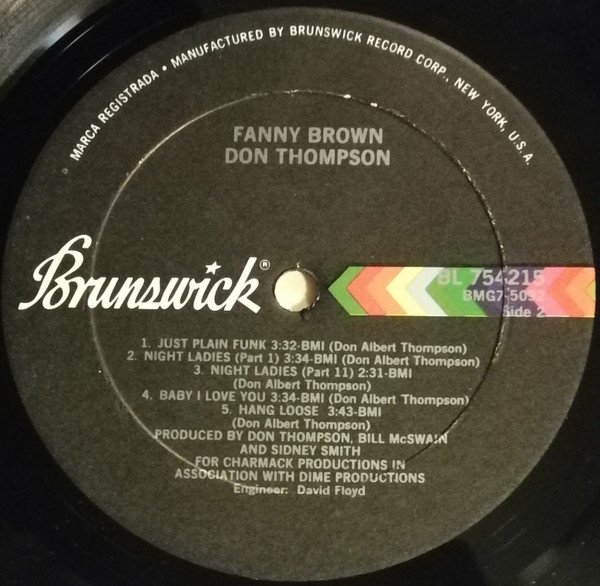 MARCA REGISTRADA • MANUFACTURED BY BRUNSWICK RECORD CORP., NEW YORK, U.S.A.
FANNY BROWN
DON THOMPSON
Brunswick®
BL 754215
BMG7-5092
Side 2
1. JUST PLAIN FUNK 3:32-BMI (Don Albert Thompson)
2. NIGHT LADIES (Part 1) 3:34-BMI (Don Albert Thompson)
3. NIGHT LADIES (Part 11) 2:31-BMI
(Don Albert Thompson)
4. BABY I LOVE YOU 3:34-BMI (Don Albert Thompson)
5. HANG LOOSE 3:43-BMI
(Don Albert Thompson)
PRODUCED BY DON THOMPSON, BILL McSWAIN
AND SIDNEY SMITH
FOR CHARMACK PRODUCTIONS IN
ASSOCIATION WITH DIME PRODUCTIONS
Engineer: David Floyd